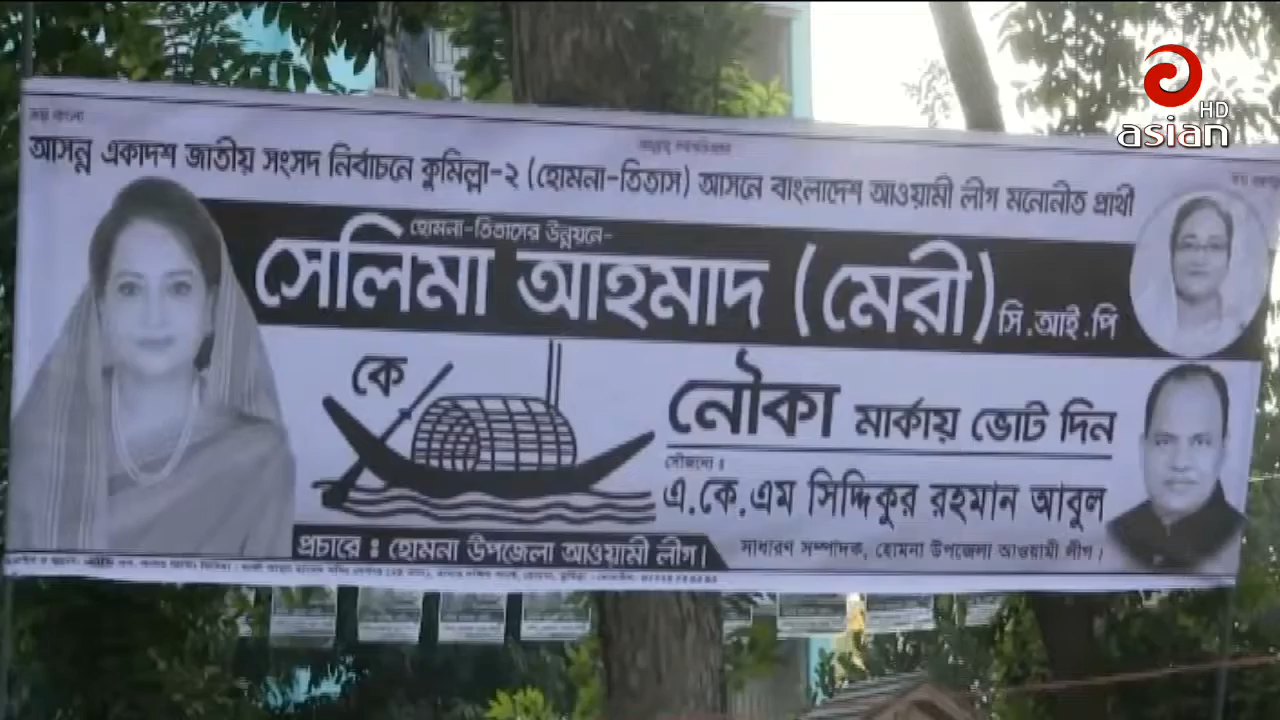 HD
asian
জয় বাংলা
আসন্ন একাদশ জাতীয় সংসদ নির্বাচনে কুমিল্লা-২ (হোমনা-তিতাস) আসনে বাংলাদেশ আওয়ামী লীগ মনোনীত প্রার্থী
হোমনা-তিতাসের উন্নয়নে-
সেলিমা আহমাদ (মেরী) সি.আই.পি
কে
নৌকা মার্কায় ভোট দিন
সৌজন্যে :
এ.কে.এম সিদ্দিকুর রহমান আবুল
সাধারণ সম্পাদক, হোমনা উপজেলা আওয়ামী লীগ।
প্রচারে : হোমনা উপজেলা আওয়ামী লীগ।